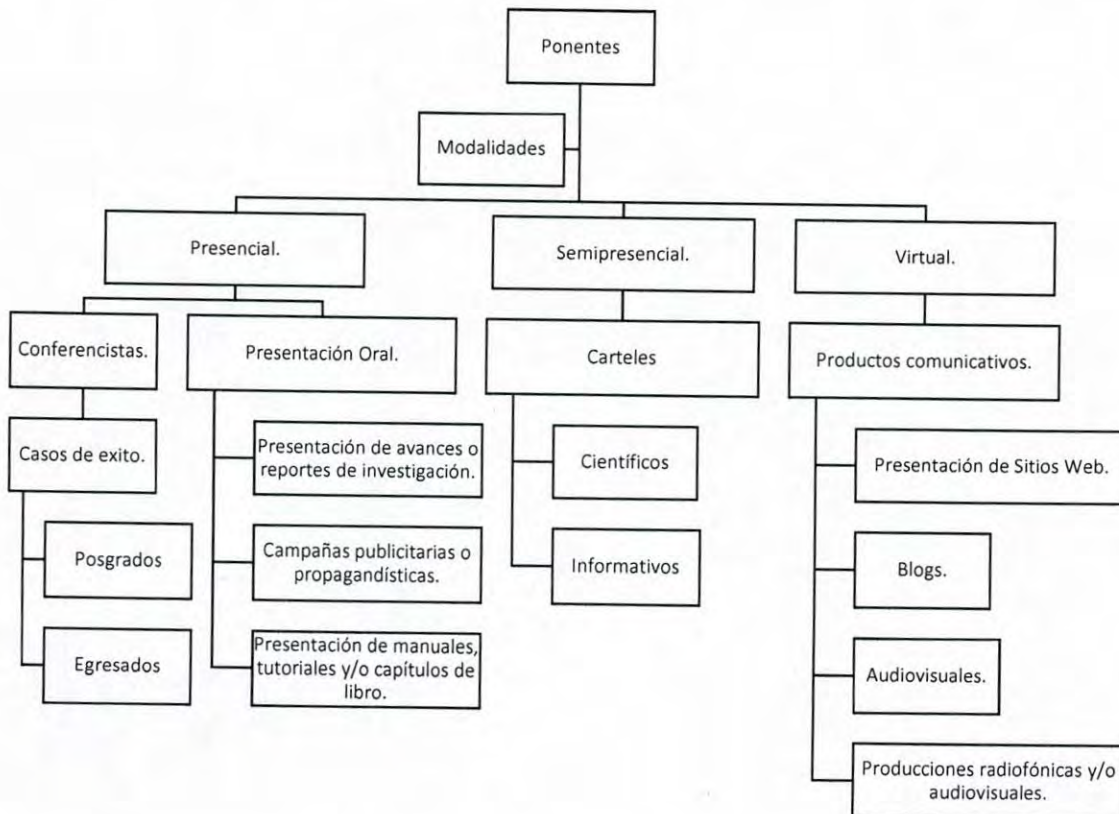 Ponentes
Modalidades
Presencial.
Semipresencial.
Virtual.
Conferencistas.
Presentación Oral.
Carteles
Productos comunicativos.
Casos de exito.
Presentación de avances o
reportes de investigación.
Científicos
Presentación de Sitios Web.
Posgrados
Campañas publicitarias o
propagandísticas.
Informativos
Blogs.
Egresados
Presentación de manuales,
tutoriales y/o capítulos de
libro.
Audiovisuales.
Producciones radiofónicas y/o
audiovisuales.